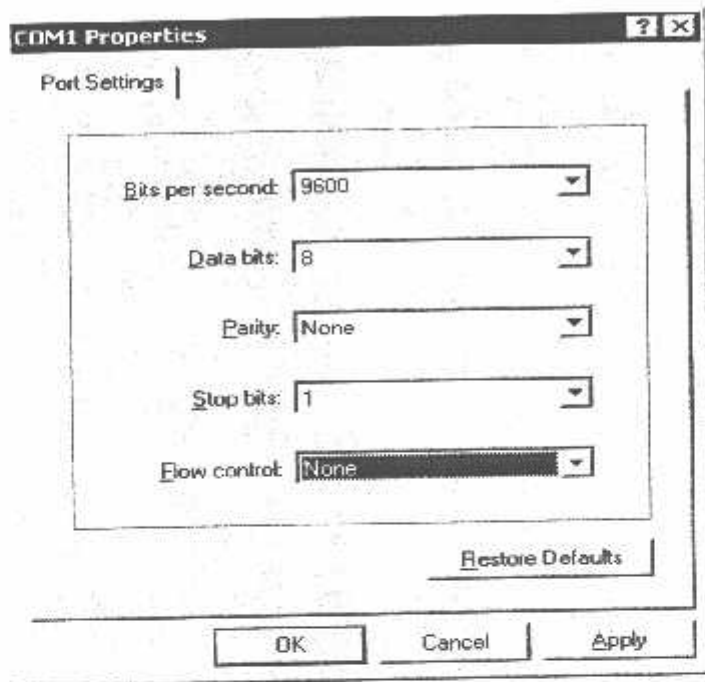 COM1 Properties
Port Settings
Bits per second: 9600
Data bits: 8
Parity: None
Stop bits: 1
Flow control: None
Restore Defaults
OK Cancel Apply